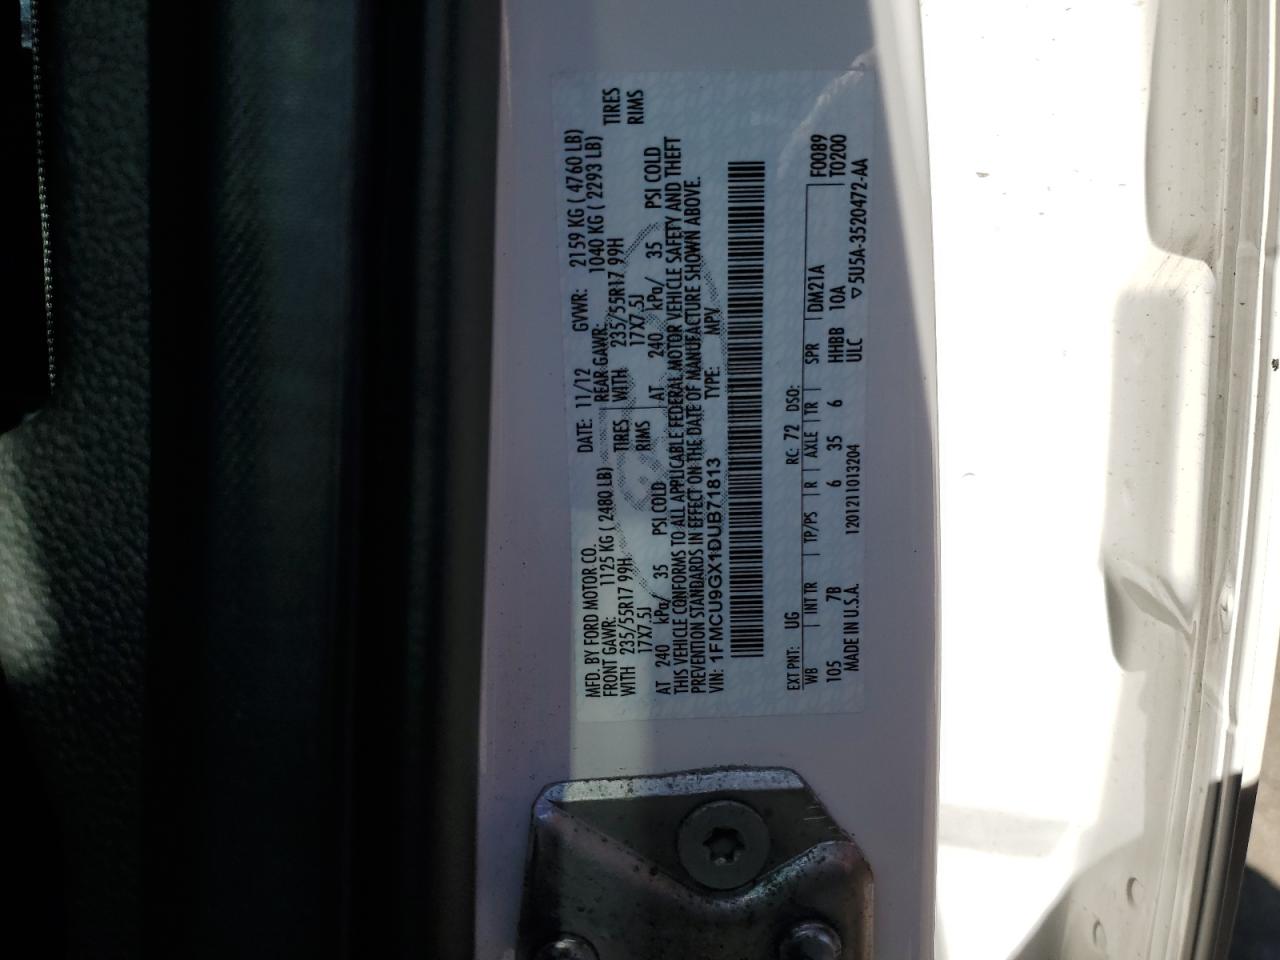 MFD. BY FORD MOTOR CO. DATE: 11/12 GVWR: 2159 KG ( 4760 LB)
FRONT GAWR: 1125 KG ( 2480 LB) REAR GAWR: 1040 KG ( 2293 LB)
WITH 235/55R17 99H TIRES WITH 235/55R17 99H TIRES
17X7.5J RIMS 17X7.5J RIMS
AT 240 kPa/ 35 PSI COLD AT 240 kPa/ 35 PSI COLD
THIS VEHICLE CONFORMS TO ALL APPLICABLE FEDERAL MOTOR VEHICLE SAFETY AND THEFT
PREVENTION STANDARDS IN EFFECT ON THE DATE OF MANUFACTURE SHOWN ABOVE.
VIN: 1FMCU9GX1DUB71813 TYPE: MPV
EXT PNT: UG RC: 72 DSO: F0089
WB INT TR TP/PS R AXLE TR SPR DM21A T0200
105 7B 6 35 6 HHBB 10A
MADE IN U.S.A. 1201211013204 ULC ▽5U5A-3520472-AA